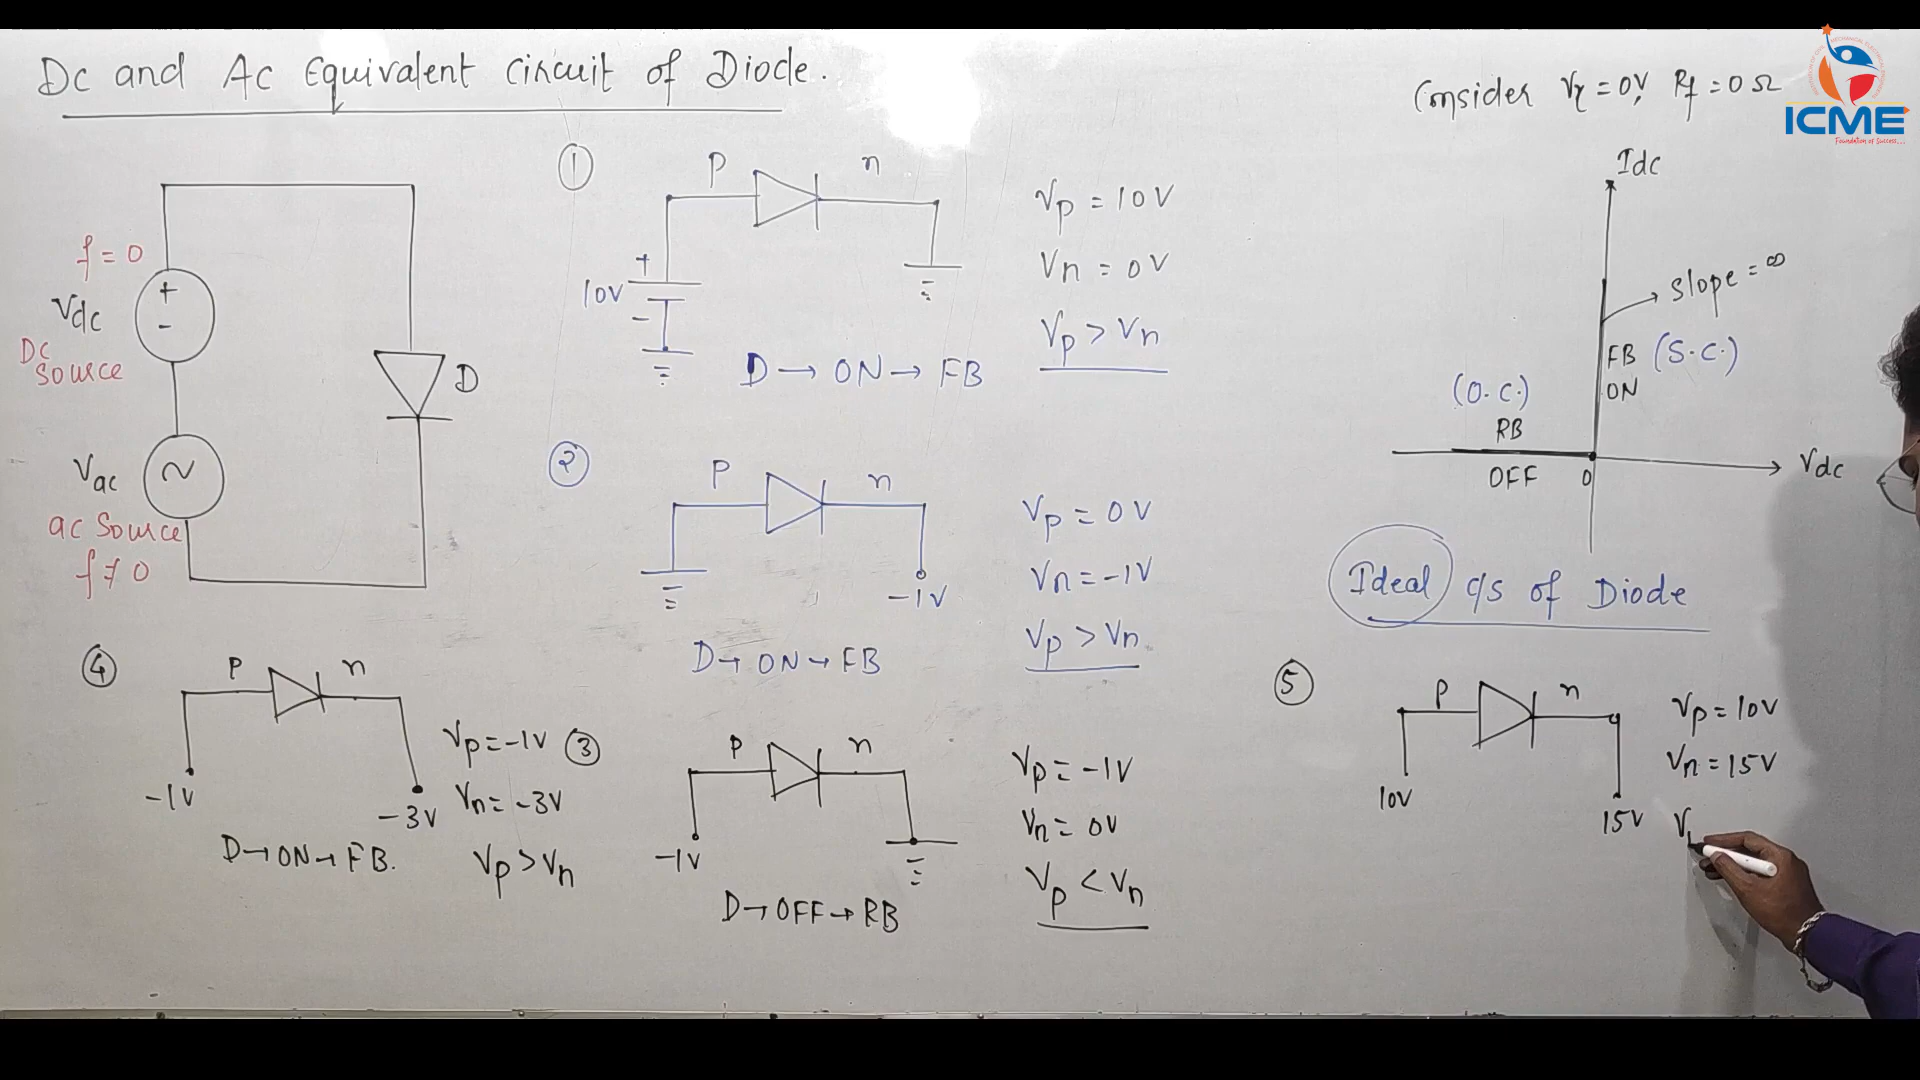 Dc and Ac Equivalent Circuit of Diode.
Consider Vγ = 0V, Rf = 0 Ω
ICME
Foundation of Success...
f = 0
Vdc
+
-
Dc
Source
D
Vac
~
ac Source
f ≠ 0
①
P
n
+
10V
-
D → ON → FB
Vp = 10V
Vn = 0V
Vp > Vn
②
P
n
-1V
D → ON → FB
Vp = 0V
Vn = -1V
Vp > Vn
Idc
slope = ∞
FB (S.C.)
ON
(O.C.)
RB
OFF
0
Vdc
Ideal c/s of Diode
④
P
n
-1V
-3V
D → ON → FB.
Vp = -1V
Vn = -3V
Vp > Vn
③
P
n
-1V
D → OFF → RB
Vp = -1V
Vn = 0V
Vp < Vn
⑤
P
n
10V
15V
Vp = 10V
Vn = 15V
V